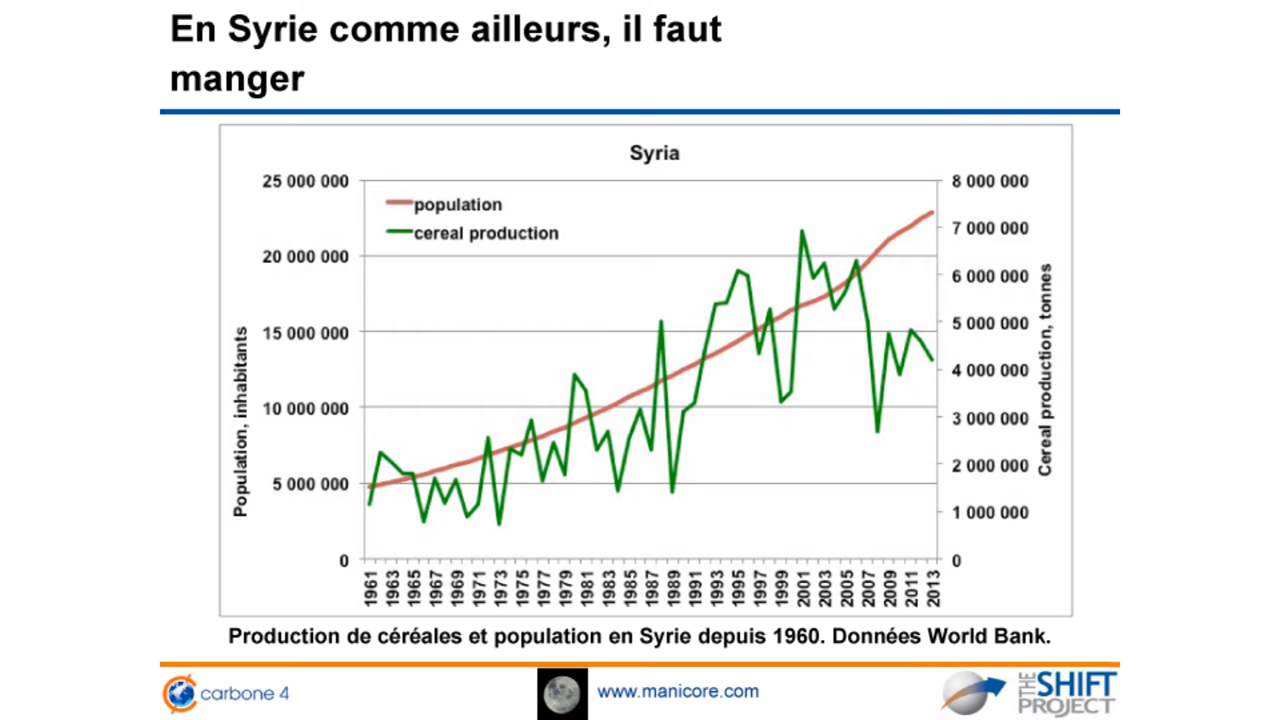 En Syrie comme ailleurs, il faut
manger
Syria
25 000 000
20 000 000
15 000 000
10 000 000
5 000 000
0
population
cereal production
8 000 000
7 000 000
6 000 000
5 000 000
4 000 000
3 000 000
2 000 000
1 000 000
0
Population, inhabitants
Cereal production, tonnes
1961
1963
1965
1967
1969
1971
1973
1975
1977
1979
1981
1983
1985
1987
1989
1991
1993
1995
1997
1999
2001
2003
2005
2007
2009
2011
2013
Production de céréales et population en Syrie depuis 1960. Données World Bank.
carbone 4
www.manicore.com
THE SHIFT
PROJECT